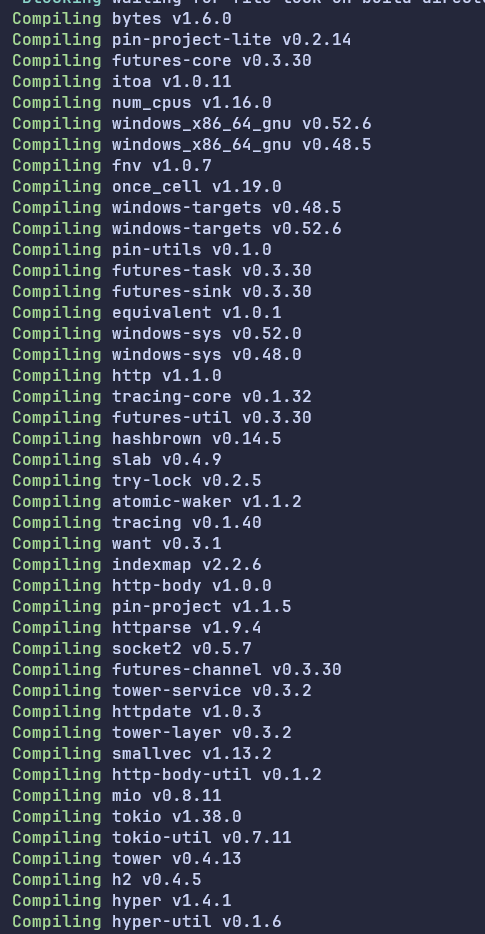 Blocking waiting for file lock on build direct
Compiling bytes v1.6.0
Compiling pin-project-lite v0.2.14
Compiling futures-core v0.3.30
Compiling itoa v1.0.11
Compiling num_cpus v1.16.0
Compiling windows_x86_64_gnu v0.52.6
Compiling windows_x86_64_gnu v0.48.5
Compiling fnv v1.0.7
Compiling once_cell v1.19.0
Compiling windows-targets v0.48.5
Compiling windows-targets v0.52.6
Compiling pin-utils v0.1.0
Compiling futures-task v0.3.30
Compiling futures-sink v0.3.30
Compiling equivalent v1.0.1
Compiling windows-sys v0.52.0
Compiling windows-sys v0.48.0
Compiling http v1.1.0
Compiling tracing-core v0.1.32
Compiling futures-util v0.3.30
Compiling hashbrown v0.14.5
Compiling slab v0.4.9
Compiling try-lock v0.2.5
Compiling atomic-waker v1.1.2
Compiling tracing v0.1.40
Compiling want v0.3.1
Compiling indexmap v2.2.6
Compiling http-body v1.0.0
Compiling pin-project v1.1.5
Compiling httparse v1.9.4
Compiling socket2 v0.5.7
Compiling futures-channel v0.3.30
Compiling tower-service v0.3.2
Compiling httpdate v1.0.3
Compiling tower-layer v0.3.2
Compiling smallvec v1.13.2
Compiling http-body-util v0.1.2
Compiling mio v0.8.11
Compiling tokio v1.38.0
Compiling tokio-util v0.7.11
Compiling tower v0.4.13
Compiling h2 v0.4.5
Compiling hyper v1.4.1
Compiling hyper-util v0.1.6